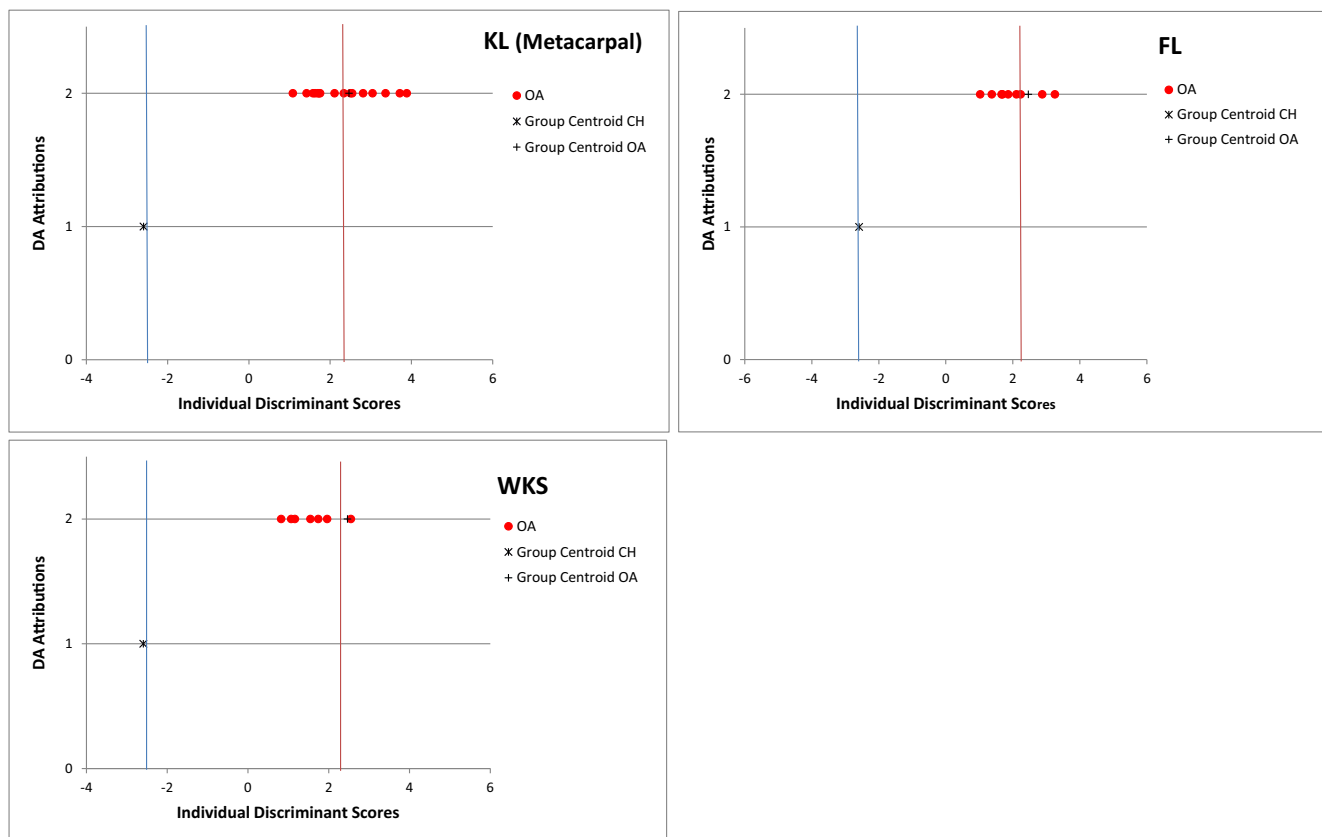 KL (Metacarpal)
DA Attributions
2
1
0
-4
-2
0
2
4
6
Individual Discriminant Scores
OA
Group Centroid CH
Group Centroid OA
FL
DA Attributions
2
1
0
-6
-4
-2
0
2
4
6
Individual Discriminant Scores
OA
Group Centroid CH
Group Centroid OA
WKS
DA Attributions
2
1
0
-4
-2
0
2
4
6
Individual Discriminant Scores
OA
Group Centroid CH
Group Centroid OA